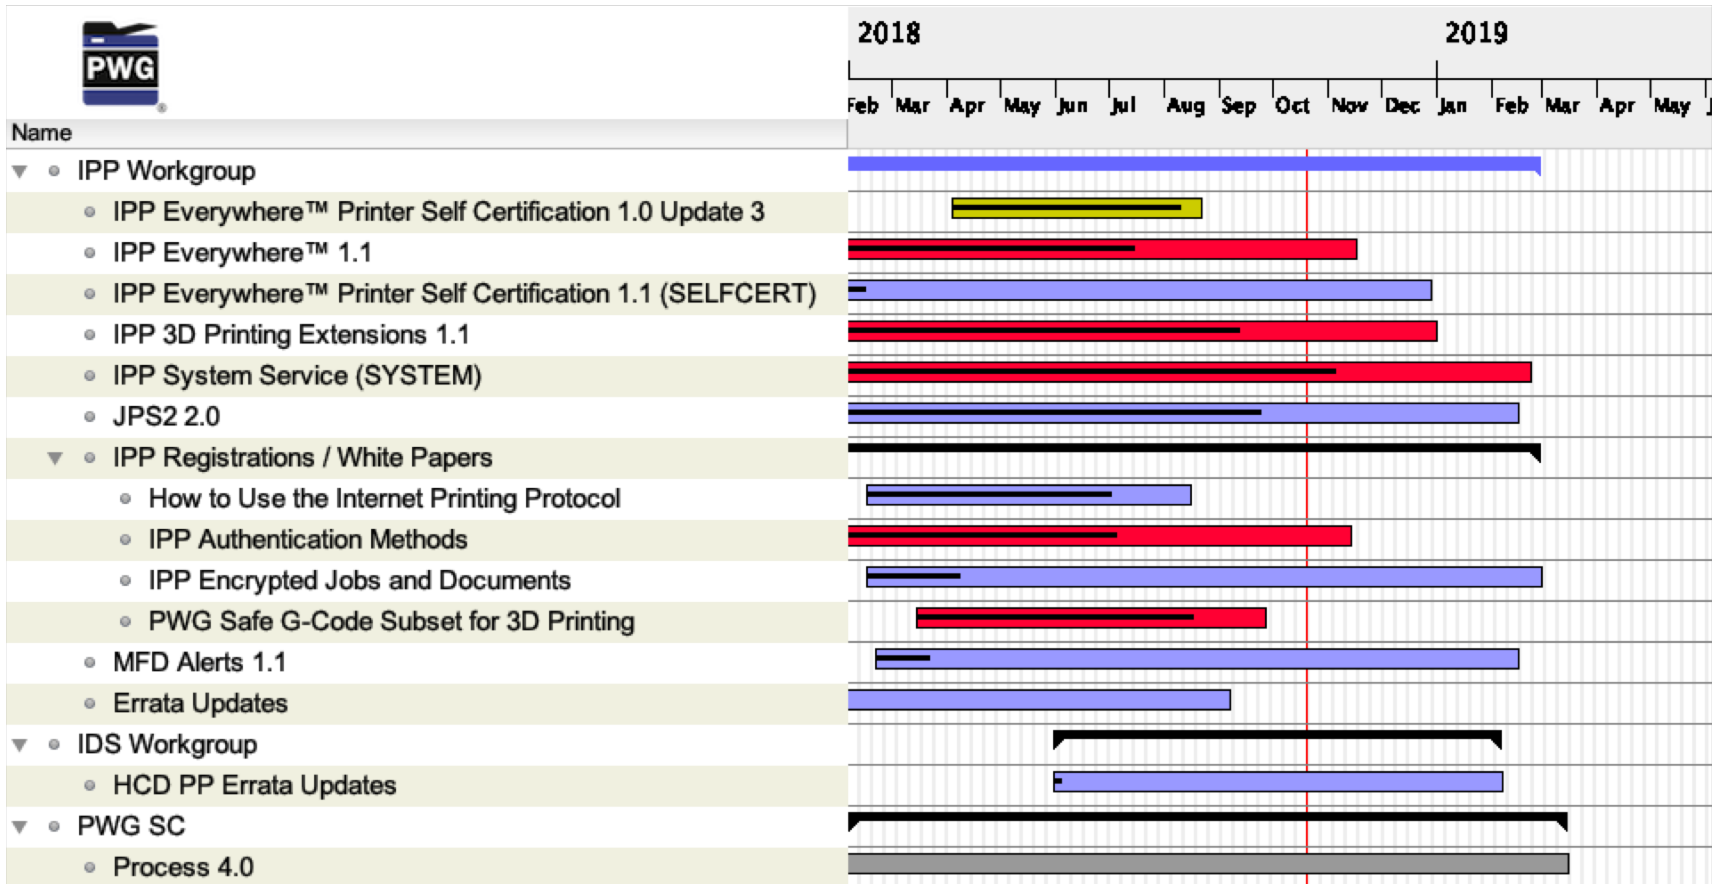 PWG
®
2018 2019
Feb Mar Apr May Jun Jul Aug Sep Oct Nov Dec Jan Feb Mar Apr May J
Name
IPP Workgroup
IPP Everywhere™ Printer Self Certification 1.0 Update 3
IPP Everywhere™ 1.1
IPP Everywhere™ Printer Self Certification 1.1 (SELFCERT)
IPP 3D Printing Extensions 1.1
IPP System Service (SYSTEM)
JPS2 2.0
IPP Registrations / White Papers
How to Use the Internet Printing Protocol
IPP Authentication Methods
IPP Encrypted Jobs and Documents
PWG Safe G-Code Subset for 3D Printing
MFD Alerts 1.1
Errata Updates
IDS Workgroup
HCD PP Errata Updates
PWG SC
Process 4.0